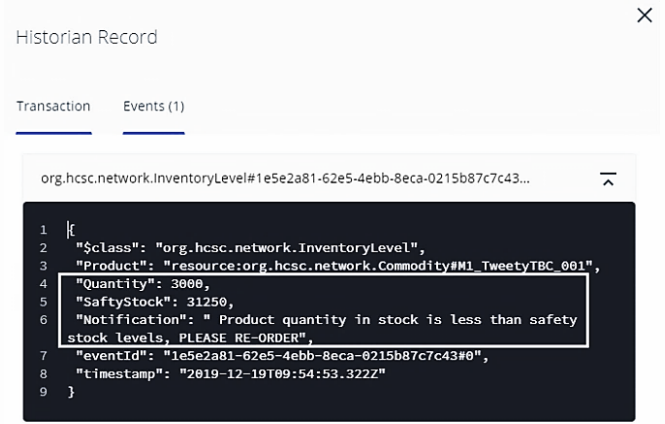 Historian Record
Transaction Events (1)
org.hcsc.network.InventoryLevel#1e5e2a81-62e5-4ebb-8eca-0215b87c7c43...
1 {
2 "$class": "org.hcsc.network.InventoryLevel",
3 "Product": "resource:org.hcsc.network.Commodity#M1_TweetyTBC_001",
4 "Quantity": 3000,
5 "SaftyStock": 31250,
6 "Notification": " Product quantity in stock is less than safety
stock levels, PLEASE RE-ORDER",
7 "eventId": "1e5e2a81-62e5-4ebb-8eca-0215b87c7c43#0",
8 "timestamp": "2019-12-19T09:54:53.322Z"
9 }